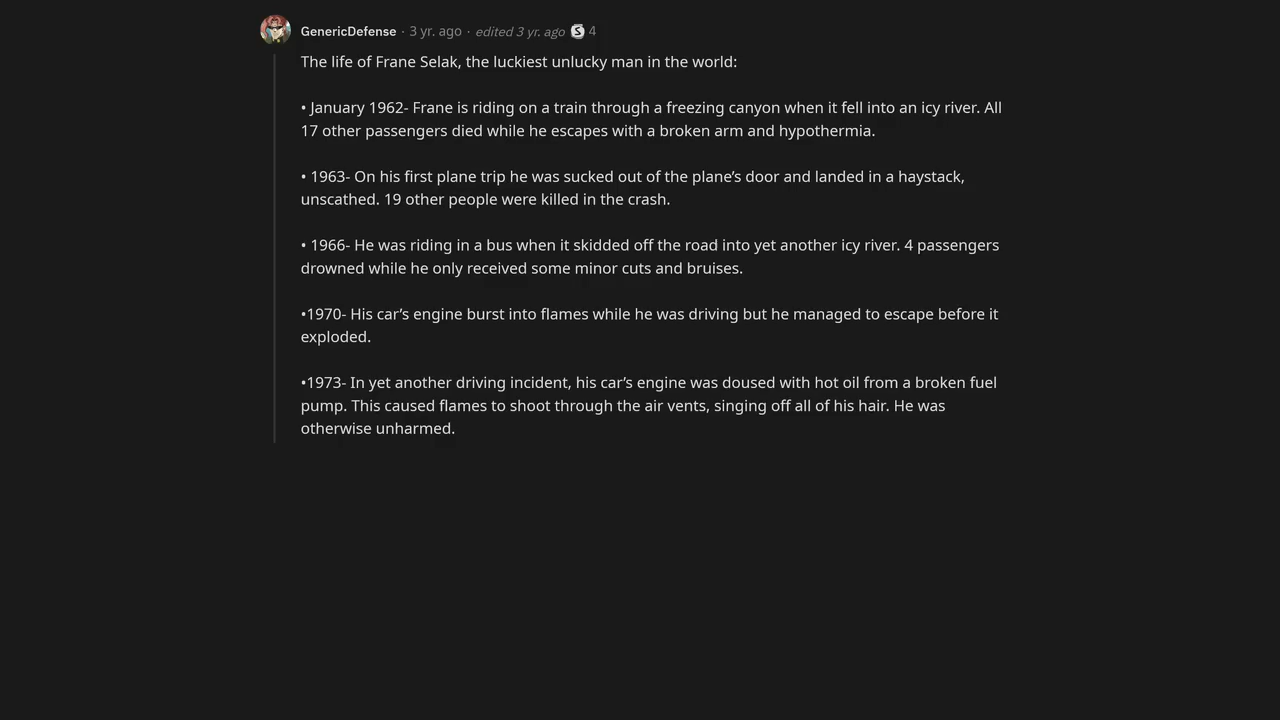 GenericDefense · 3 yr. ago · edited 3 yr. ago S 4
The life of Frane Selak, the luckiest unlucky man in the world:
• January 1962- Frane is riding on a train through a freezing canyon when it fell into an icy river. All
17 other passengers died while he escapes with a broken arm and hypothermia.
• 1963- On his first plane trip he was sucked out of the plane’s door and landed in a haystack,
unscathed. 19 other people were killed in the crash.
• 1966- He was riding in a bus when it skidded off the road into yet another icy river. 4 passengers
drowned while he only received some minor cuts and bruises.
•1970- His car’s engine burst into flames while he was driving but he managed to escape before it
exploded.
•1973- In yet another driving incident, his car’s engine was doused with hot oil from a broken fuel
pump. This caused flames to shoot through the air vents, singing off all of his hair. He was
otherwise unharmed.